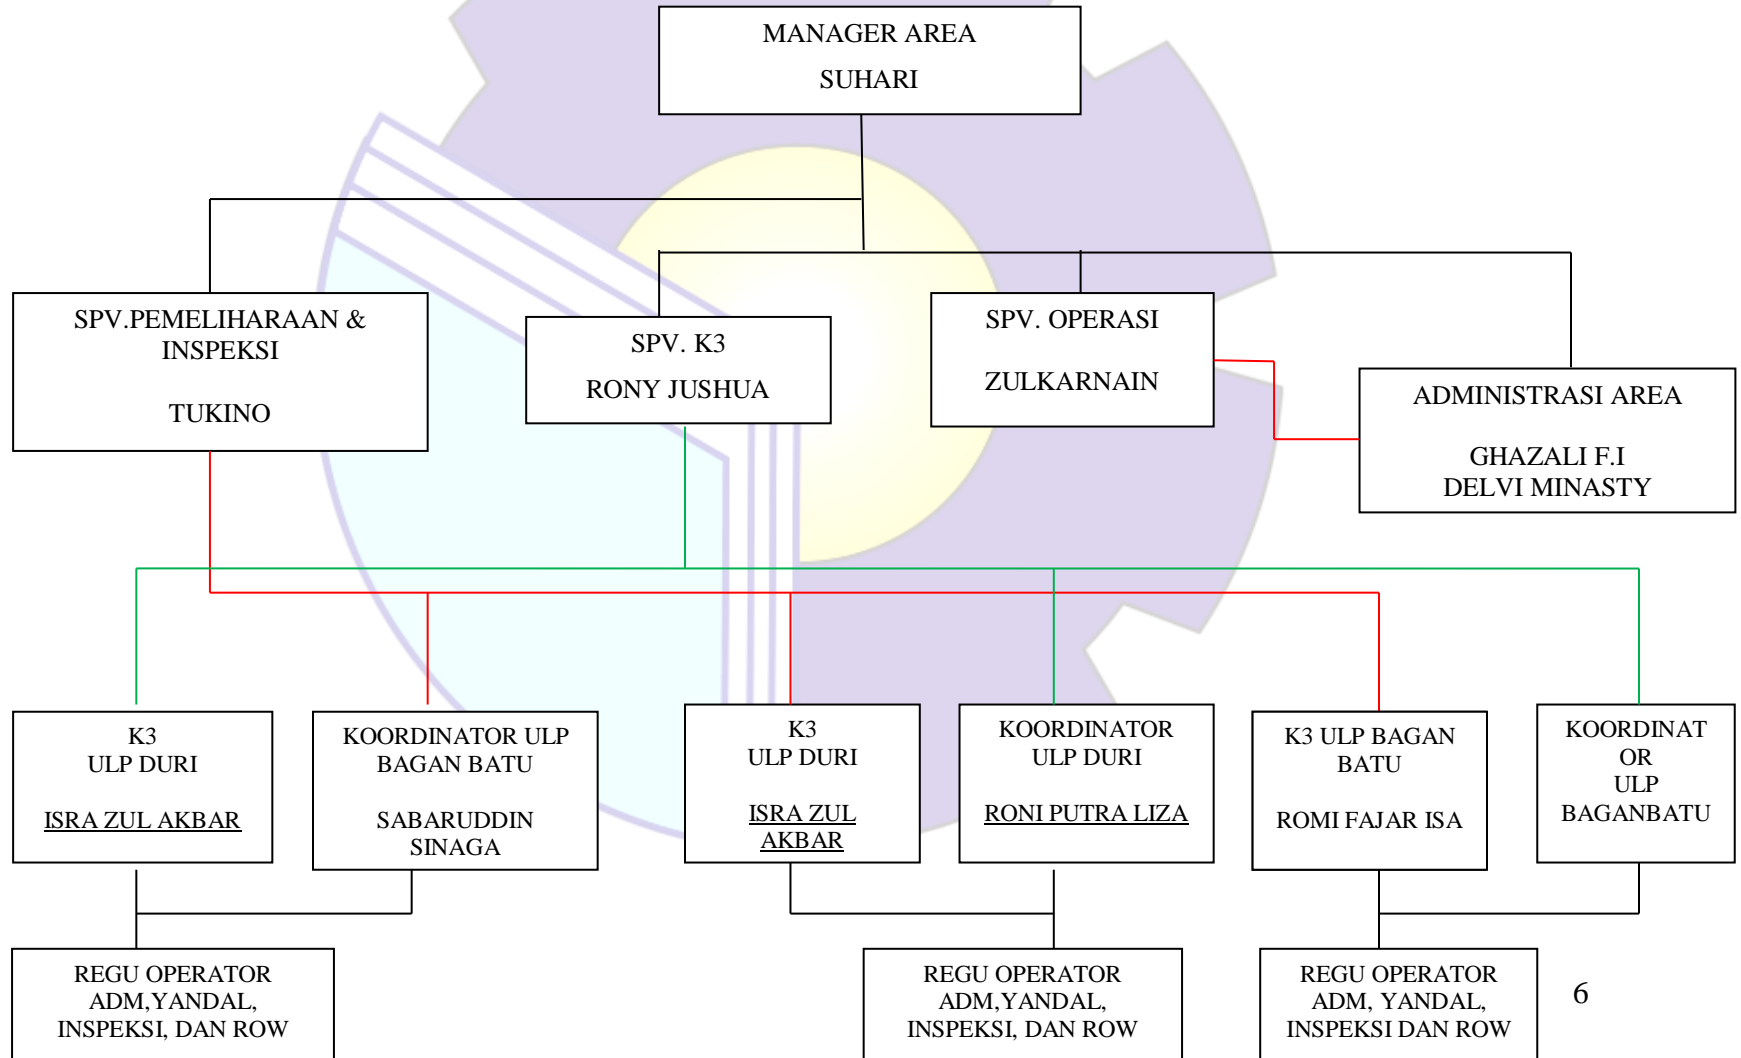 MANAGER AREA
SUHARI
SPV.PEMELIHARAAN &
INSPEKSI
TUKINO
SPV. K3
RONY JUSHUA
SPV. OPERASI
ZULKARNAIN
ADMINISTRASI AREA
GHAZALI F.I
DELVI MINASTY
K3
ULP DURI
ISRA ZUL AKBAR
KOORDINATOR ULP
BAGAN BATU
SABARUDDIN
SINAGA
K3
ULP DURI
ISRA ZUL
AKBAR
KOORDINATOR
ULP DURI
RONI PUTRA LIZA
K3 ULP BAGAN
BATU
ROMI FAJAR ISA
KOORDINAT
OR
ULP
BAGANBATU
REGU OPERATOR
ADM,YANDAL,
INSPEKSI, DAN ROW
REGU OPERATOR
ADM,YANDAL,
INSPEKSI, DAN ROW
REGU OPERATOR
ADM, YANDAL,
INSPEKSI DAN ROW
6